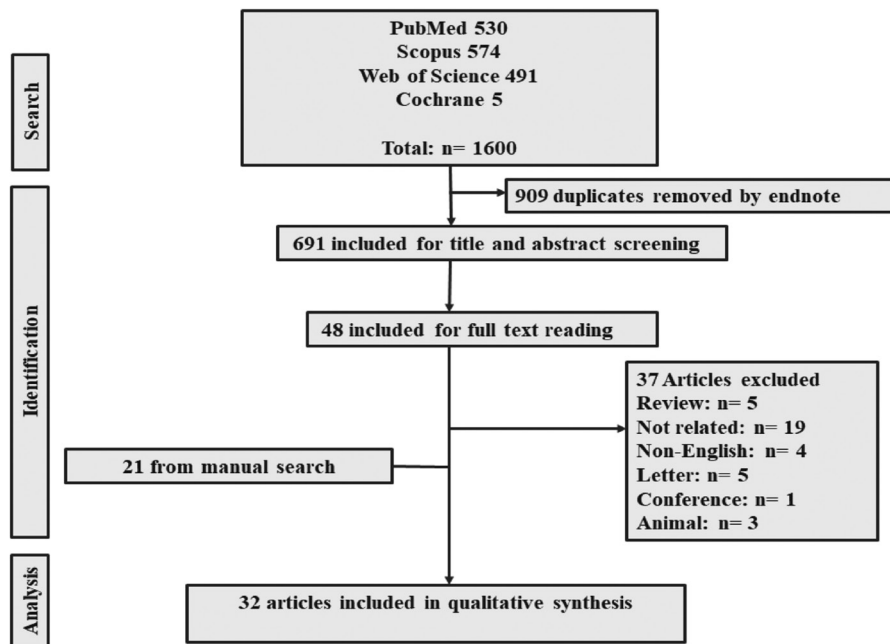 Search
PubMed 530
Scopus 574
Web of Science 491
Cochrane 5
Total: n= 1600
909 duplicates removed by endnote
Identification
691 included for title and abstract screening
48 included for full text reading
37 Articles excluded
Review: n= 5
Not related: n= 19
Non-English: n= 4
Letter: n= 5
Conference: n= 1
Animal: n= 3
21 from manual search
Analysis
32 articles included in qualitative synthesis